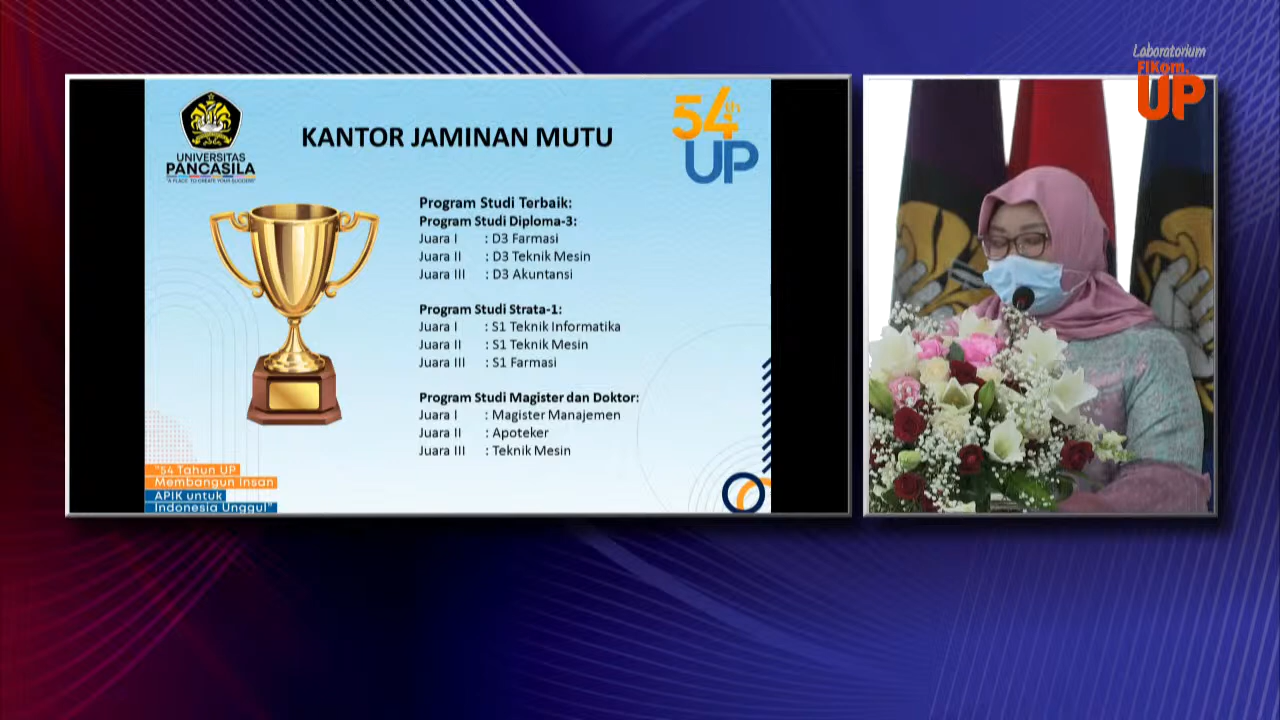 Laboratorium
FIKom.
UP
UNIVERSITAS
PANCASILA
"A PLACE TO CREATE YOUR SUCCESS"
KANTOR JAMINAN MUTU
54th
UP
Program Studi Terbaik:
Program Studi Diploma-3:
Juara I : D3 Farmasi
Juara II : D3 Teknik Mesin
Juara III : D3 Akuntansi
Program Studi Strata-1:
Juara I : S1 Teknik Informatika
Juara II : S1 Teknik Mesin
Juara III : S1 Farmasi
Program Studi Magister dan Doktor:
Juara I : Magister Manajemen
Juara II : Apoteker
Juara III : Teknik Mesin
"54 Tahun UP
Membangun Insan
APIK untuk
Indonesia Unggul"